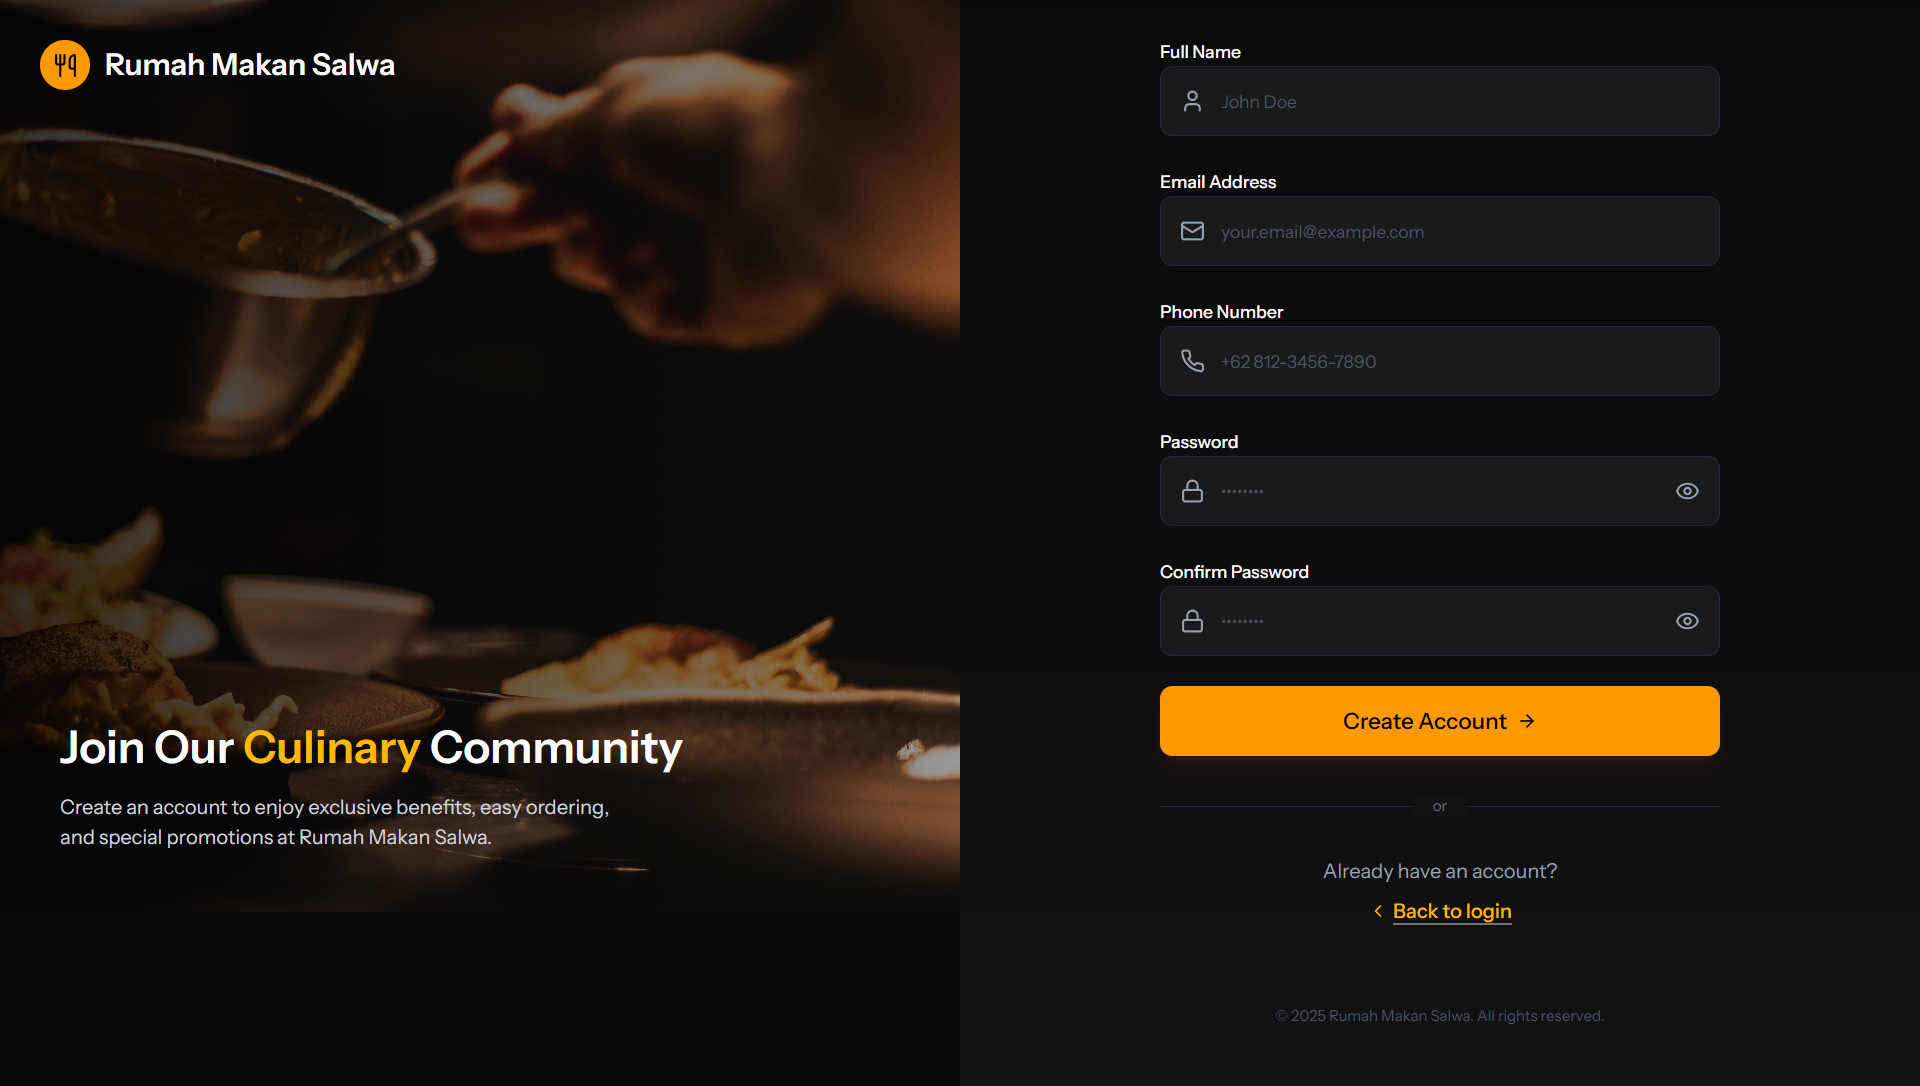 Rumah Makan Salwa
Join Our Culinary Community
Create an account to enjoy exclusive benefits, easy ordering,
and special promotions at Rumah Makan Salwa.
Full Name
John Doe
Email Address
your.email@example.com
Phone Number
+62 812-3456-7890
Password
••••••••
Confirm Password
••••••••
Create Account →
or
Already have an account?
Back to login
© 2025 Rumah Makan Salwa. All rights reserved.